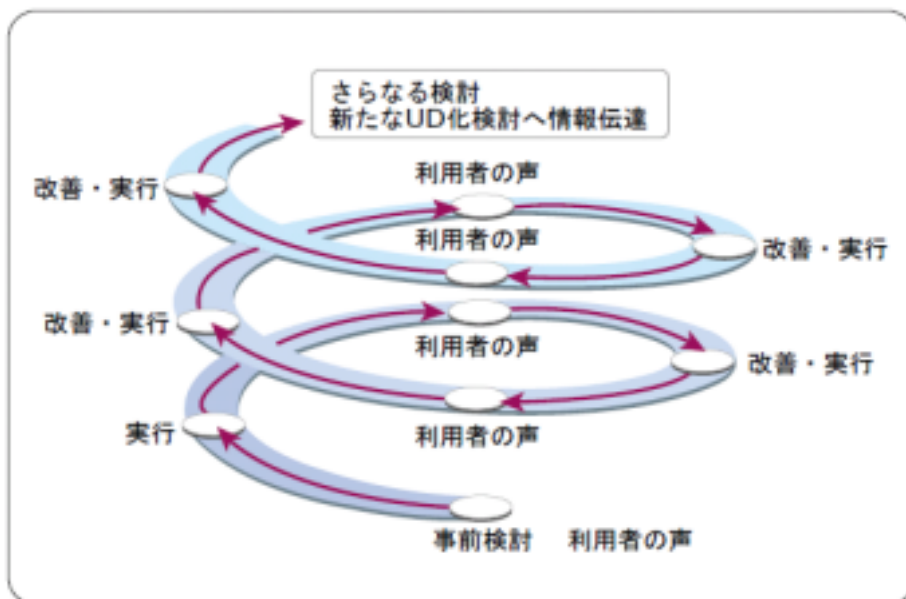 さらなる検討
新たなUD化検討へ情報伝達
利用者の声
改善・実行
利用者の声
改善・実行
改善・実行
利用者の声
改善・実行
実行
利用者の声
事前検討 利用者の声